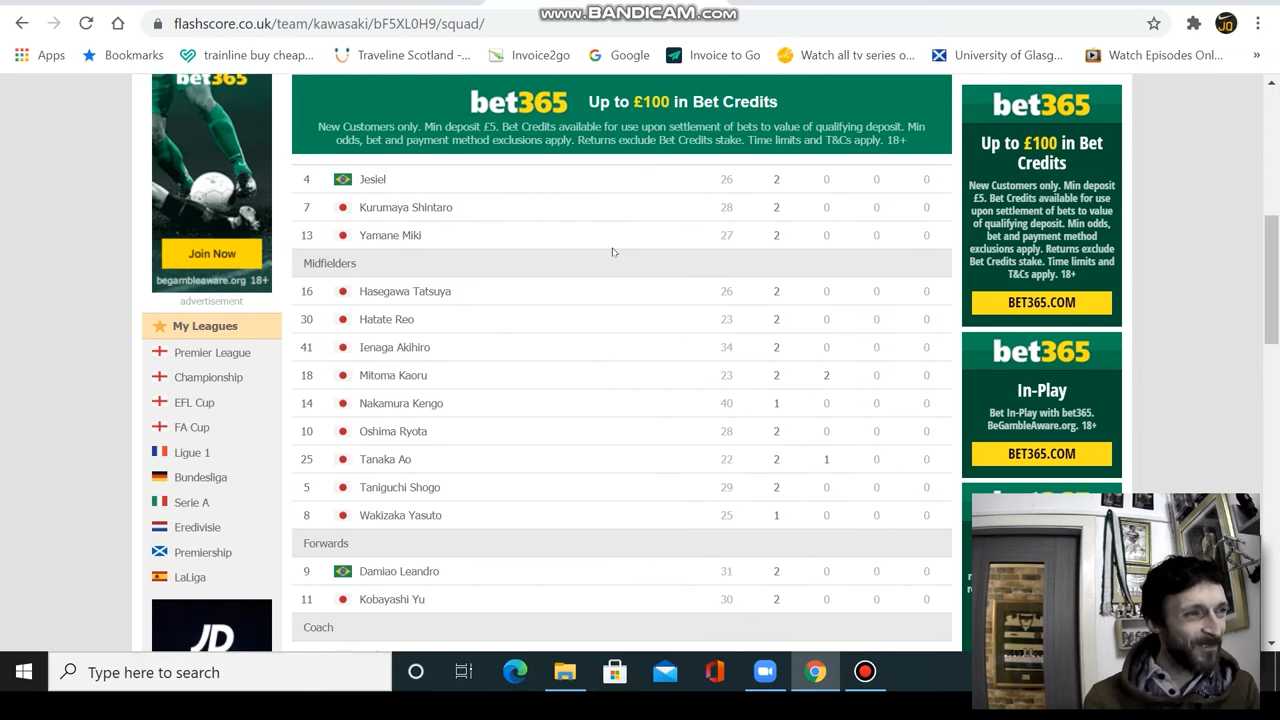 www.BANDICAM.com
flashscore.co.uk/team/kawasaki/bF5XL0H9/squad/
JQ
Apps Bookmarks trainline buy cheap... Traveline Scotland -... Invoice2go Google Invoice to Go Watch all tv series o... University of Glasg... Watch Episodes Onl... »
bet365
Join Now
begambleaware.org 18+
advertisement
My Leagues
Premier League
Championship
EFL Cup
FA Cup
Ligue 1
Bundesliga
Serie A
Eredivisie
Premiership
LaLiga
JD
bet365 Up to £100 in Bet Credits
New Customers only. Min deposit £5. Bet Credits available for use upon settlement of bets to value of qualifying deposit. Min
odds, bet and payment method exclusions apply. Returns exclude Bet Credits stake. Time limits and T&Cs apply. 18+
4 Jesiel 26 2 0 0 0
7 Kurumaya Shintaro 28 2 0 0 0
13 Yamane Miki 27 2 0 0 0
Midfielders
16 Hasegawa Tatsuya 26 2 0 0 0
30 Hatate Reo 23 2 0 0 0
41 Ienaga Akihiro 34 2 0 0 0
18 Mitoma Kaoru 23 2 2 0 0
14 Nakamura Kengo 40 1 0 0 0
10 Oshima Ryota 28 2 0 0 0
25 Tanaka Ao 22 2 1 0 0
5 Taniguchi Shogo 29 2 0 0 0
8 Wakizaka Yasuto 25 1 0 0 0
Forwards
9 Damiao Leandro 31 2 0 0 0
11 Kobayashi Yu 30 2 0 0 0
Coach
bet365
Up to £100 in Bet
Credits
New Customers only. Min deposit
£5. Bet Credits available for use
upon settlement of bets to value of
qualifying deposit. Min odds, bet
and payment method exclusions
apply. Returns exclude Bet Credits
stake. Time limits and
T&Cs apply. 18+
BET365.COM
bet365
In-Play
Bet In-Play with bet365.
BeGambleAware.org. 18+
BET365.COM
Type here to search